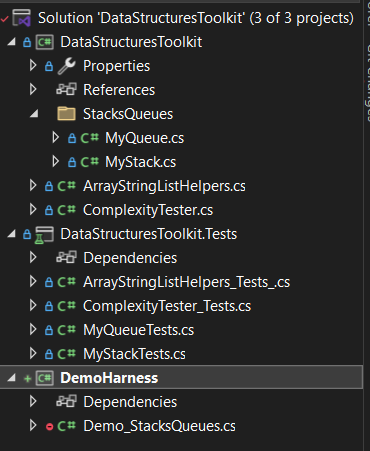 Solution 'DataStructuresToolkit' (3 of 3 projects)
DataStructuresToolkit
Properties
References
StacksQueues
C# MyQueue.cs
C# MyStack.cs
C# ArrayStringListHelpers.cs
C# ComplexityTester.cs
DataStructuresToolkit.Tests
Dependencies
C# ArrayStringListHelpers_Tests_.cs
C# ComplexityTester_Tests.cs
C# MyQueueTests.cs
C# MyStackTests.cs
C# DemoHarness
Dependencies
C# Demo_StacksQueues.cs